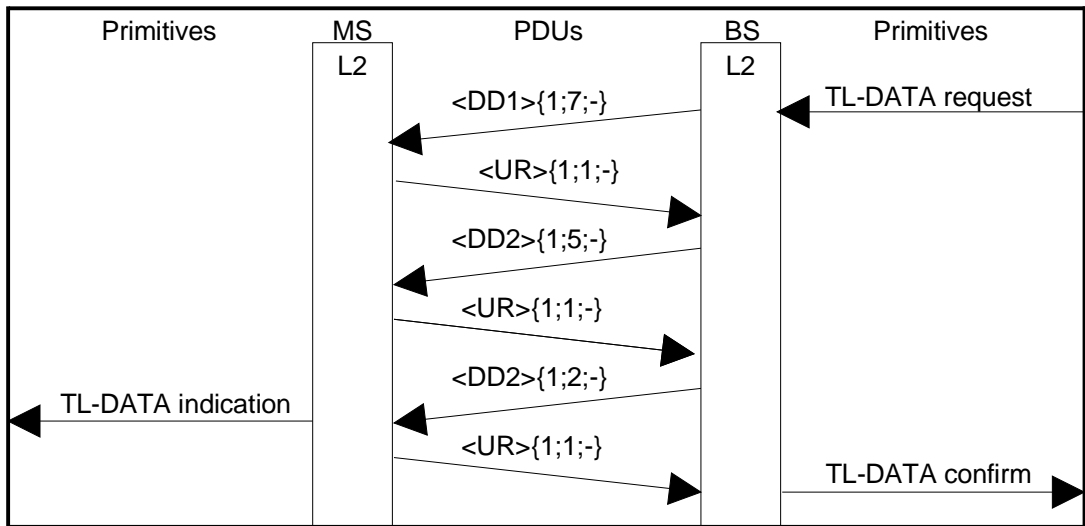 Primitives MS PDUs BS Primitives
L2 L2
<DD1>{1;7;-} TL-DATA request
<UR>{1;1;-}
<DD2>{1;5;-}
<UR>{1;1;-}
<DD2>{1;2;-}
TL-DATA indication
<UR>{1;1;-}
TL-DATA confirm